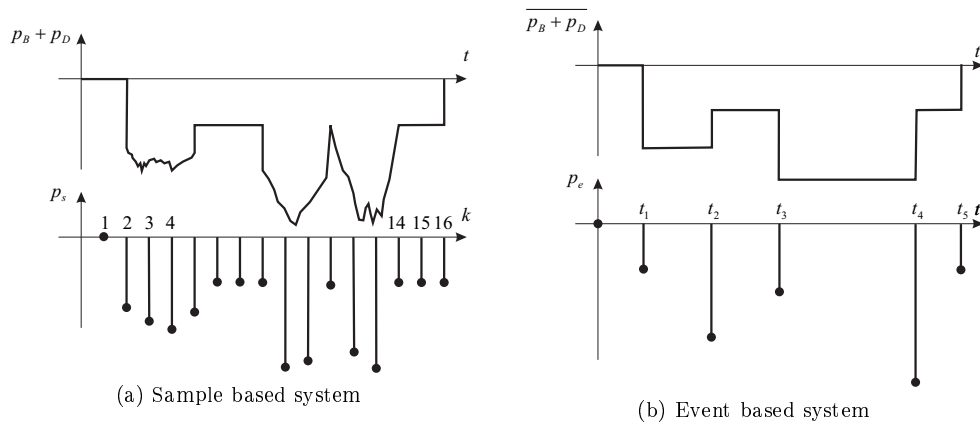 p_B + p_D
t
p_s
k
1 2 3 4 14 15 16
(a) Sample based system
\overline{p_B + p_D}
t
p_e
t_1 t_2 t_3 t_4 t_5 t
(b) Event based system